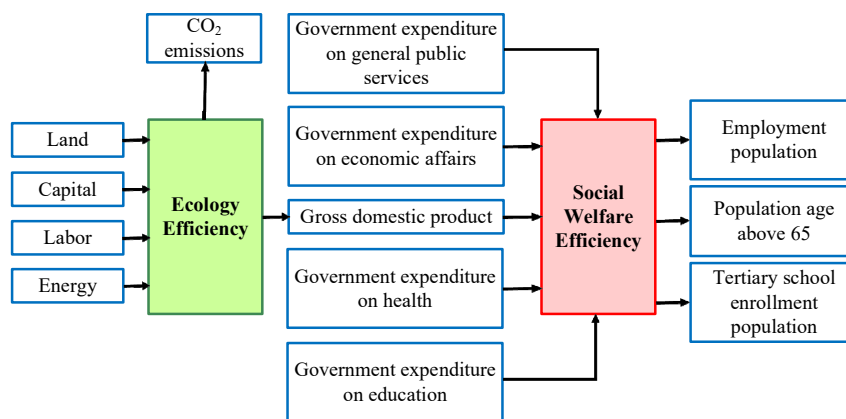 CO₂
emissions
Government expenditure
on general public
services
Land
Capital
Labor
Energy
Ecology
Efficiency
Government expenditure
on economic affairs
Gross domestic product
Government expenditure
on health
Government expenditure
on education
Social
Welfare
Efficiency
Employment
population
Population age
above 65
Tertiary school
enrollment
population